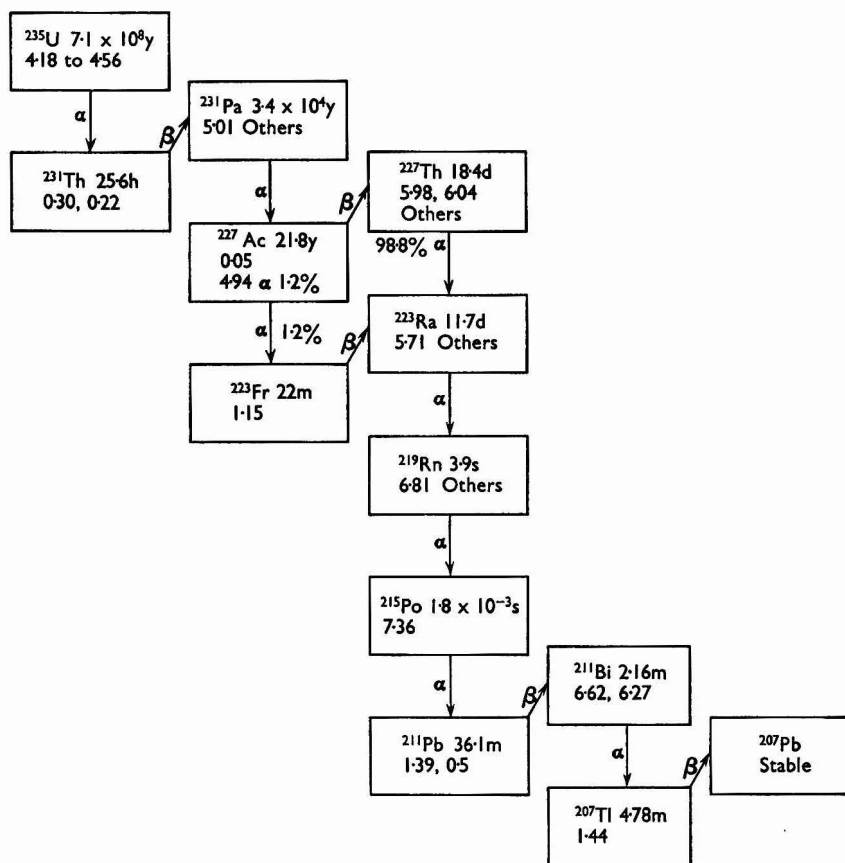 ²³⁵U 7·1 x 10⁸y
4·18 to 4·56
α
β
²³¹Pa 3·4 x 10⁴y
5·01 Others
²³¹Th 25·6h
0·30, 0·22
α
β
²²⁷Th 18·4d
5·98, 6·04
Others
²²⁷Ac 21·8y
0·05
4·94 α 1·2%
98·8% α
α 1·2%
β
²²³Ra 11·7d
5·71 Others
²²³Fr 22m
1·15
α
²¹⁹Rn 3·9s
6·81 Others
α
²¹⁵Po 1·8 x 10⁻³s
7·36
α
β
²¹¹Bi 2·16m
6·62, 6·27
²¹¹Pb 36·1m
1·39, 0·5
α
β
²⁰⁷Pb
Stable
²⁰⁷Tl 4·78m
1·44